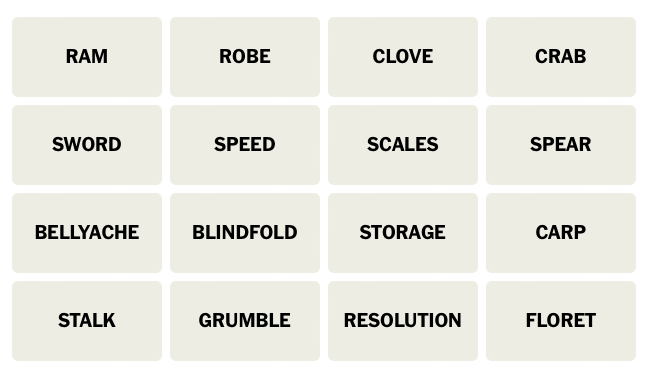 RAM ROBE CLOVE CRAB
SWORD SPEED SCALES SPEAR
BELLYACHE BLINDFOLD STORAGE CARP
STALK GRUMBLE RESOLUTION FLORET